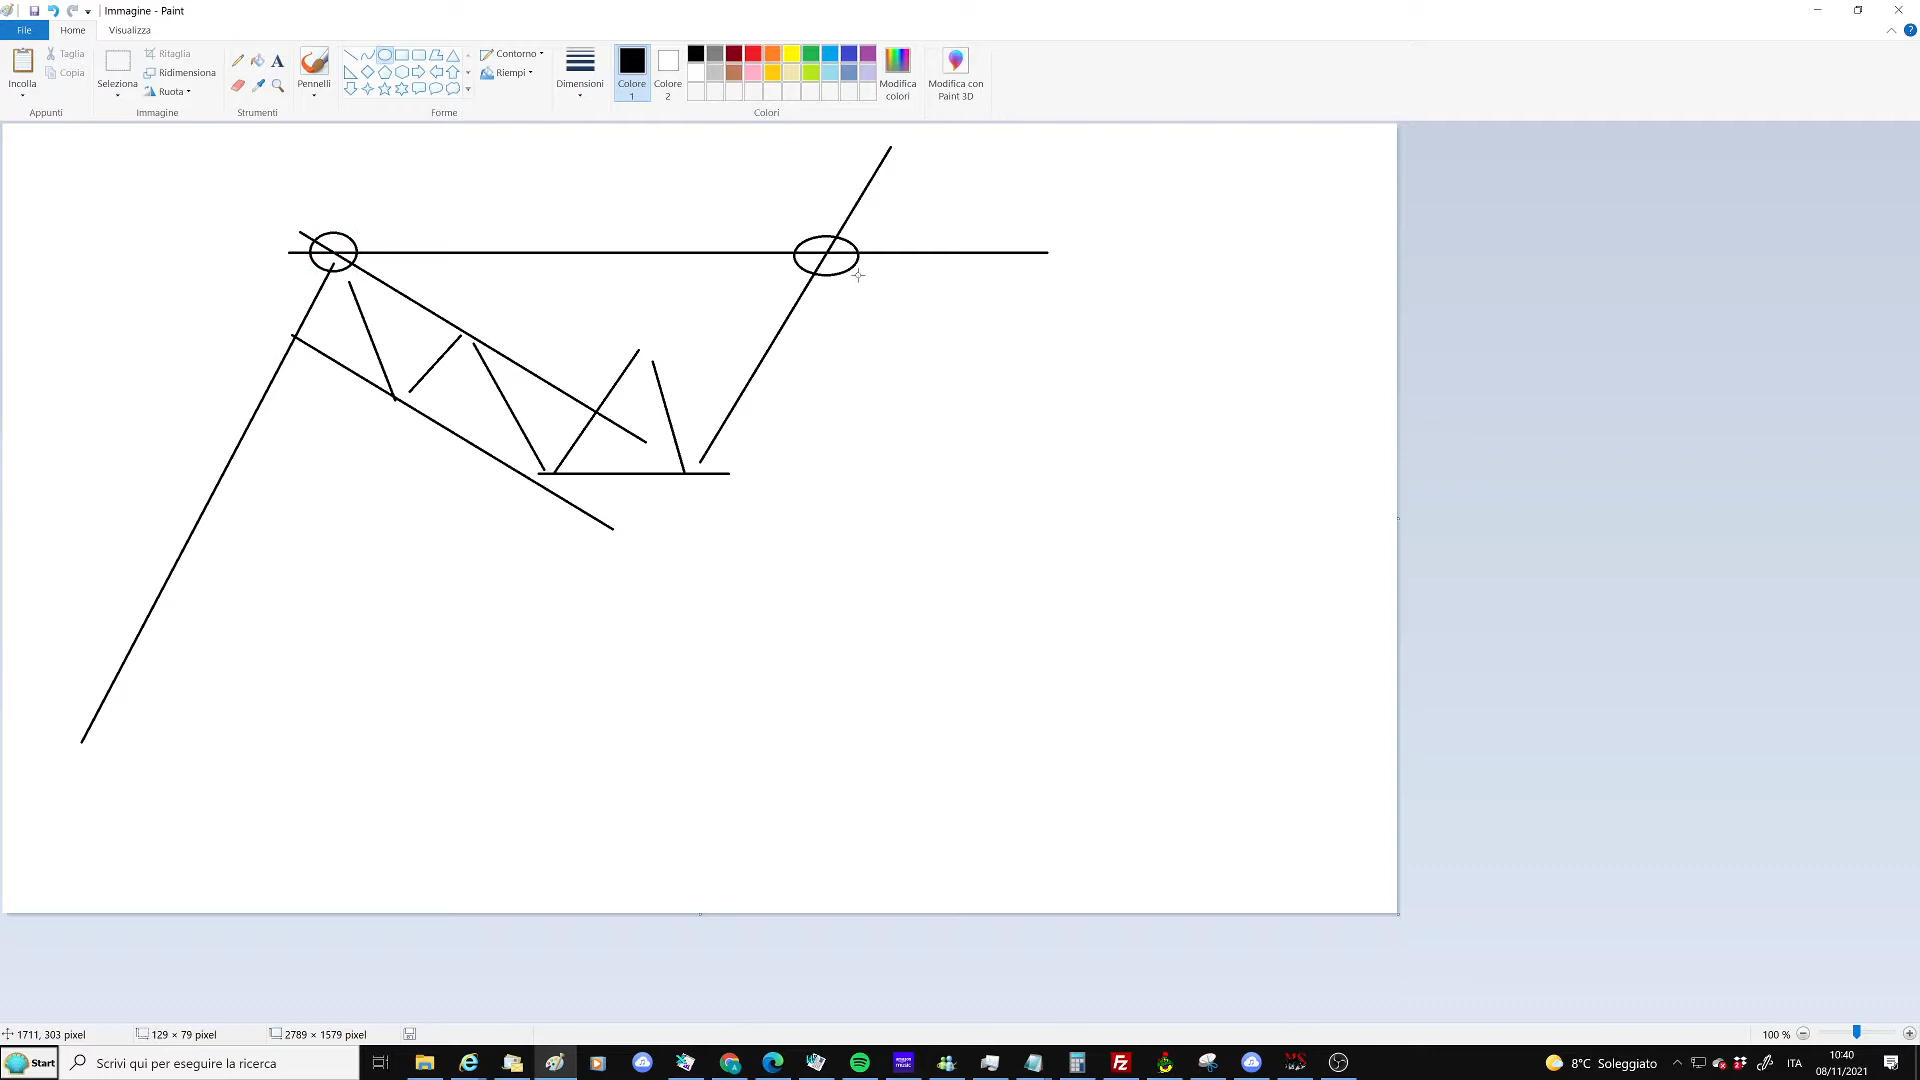 Immagine - Paint
File Home Visualizza
Incolla
Taglia
Copia
Appunti
Seleziona
Ritaglia
Ridimensiona
Ruota
Immagine
A
Strumenti
Pennelli
Contorno
Riempi
Forme
Dimensioni
Colore
1
Colore
2
Modifica
colori
Colori
Modifica con
Paint 3D
1711, 303 pixel
129 × 79 pixel
2789 × 1579 pixel
100 %
Start
Scrivi qui per eseguire la ricerca
amazon
music
8°C Soleggiato
ITA
10:40
08/11/2021